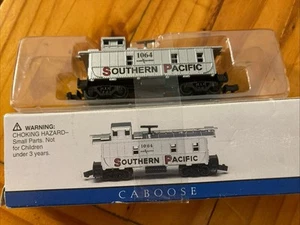 1064
SOUTHERN PACIFIC
WARNING:
CHOKING HAZARD–
Small Parts. Not
for Children
under 3 years.
1064
SOUTHERN PACIFIC
CABOOSE